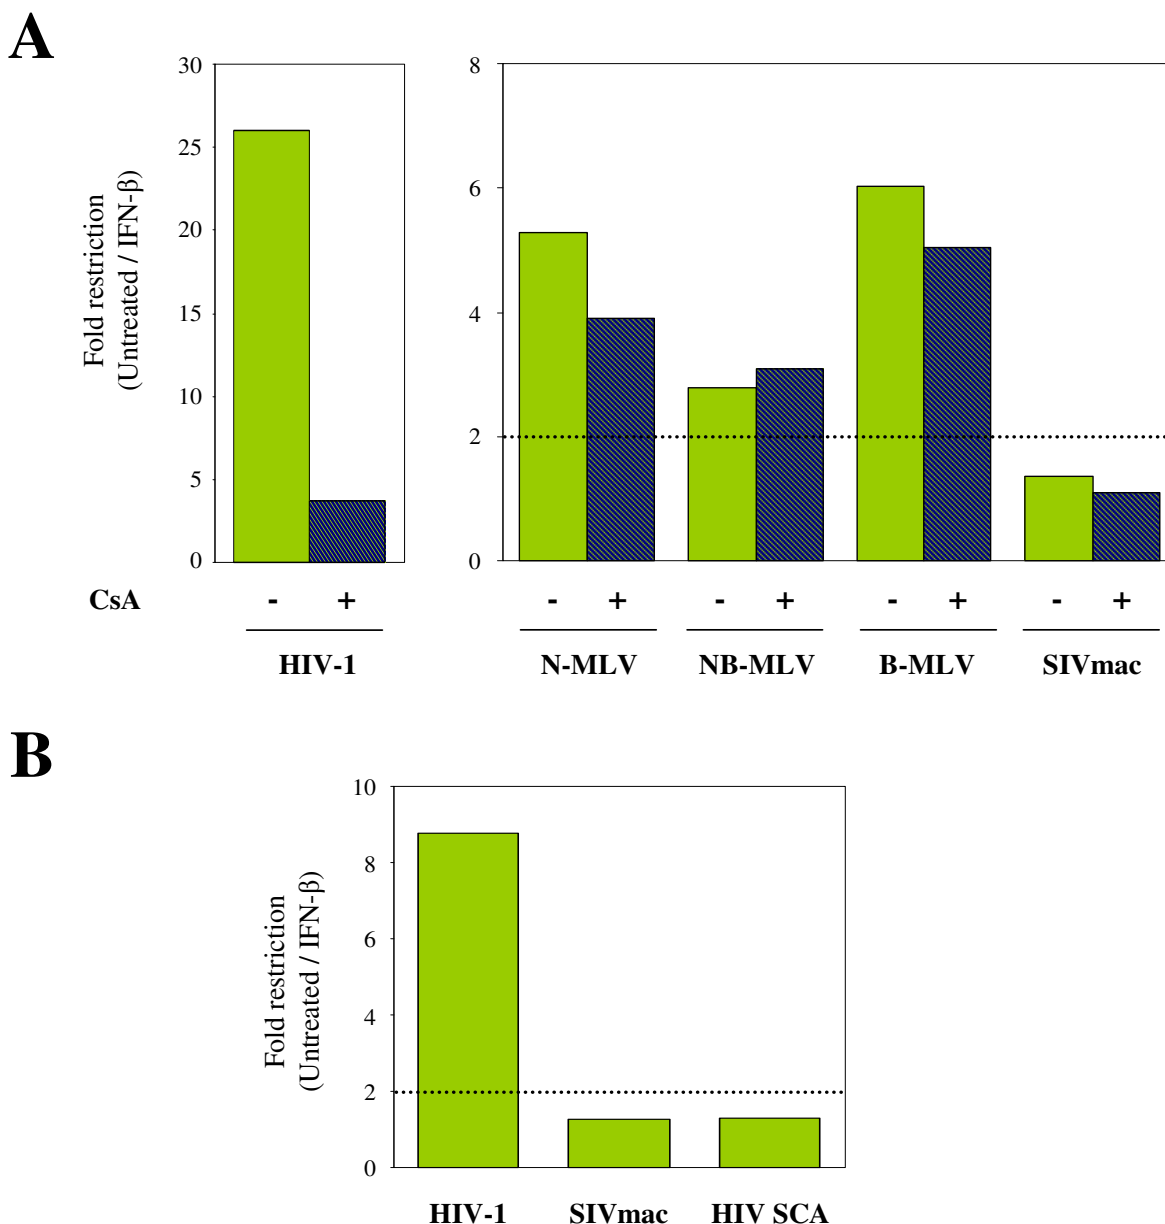 A
Fold restriction
(Untreated / IFN-β)
30
25
20
15
10
5
0
8
6
4
2
0
CsA - + - + - + - + - +
HIV-1 N-MLV NB-MLV B-MLV SIVmac
B
Fold restriction
(Untreated / IFN-β)
10
8
6
4
2
0
HIV-1 SIVmac HIV SCA